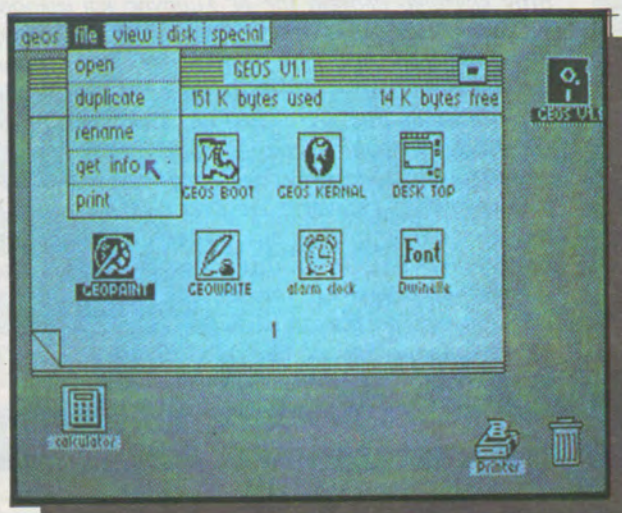 geos file view disk special
open
duplicate
rename
get info
print
GEOS V1.1
151 K bytes used 14 K bytes free
GEOS V1.1
GEOS BOOT GEOS KERNAL DESK TOP
Font
GEOPAINT GEOWRITE alarm clock Dwinelle
1
calculator
Printer